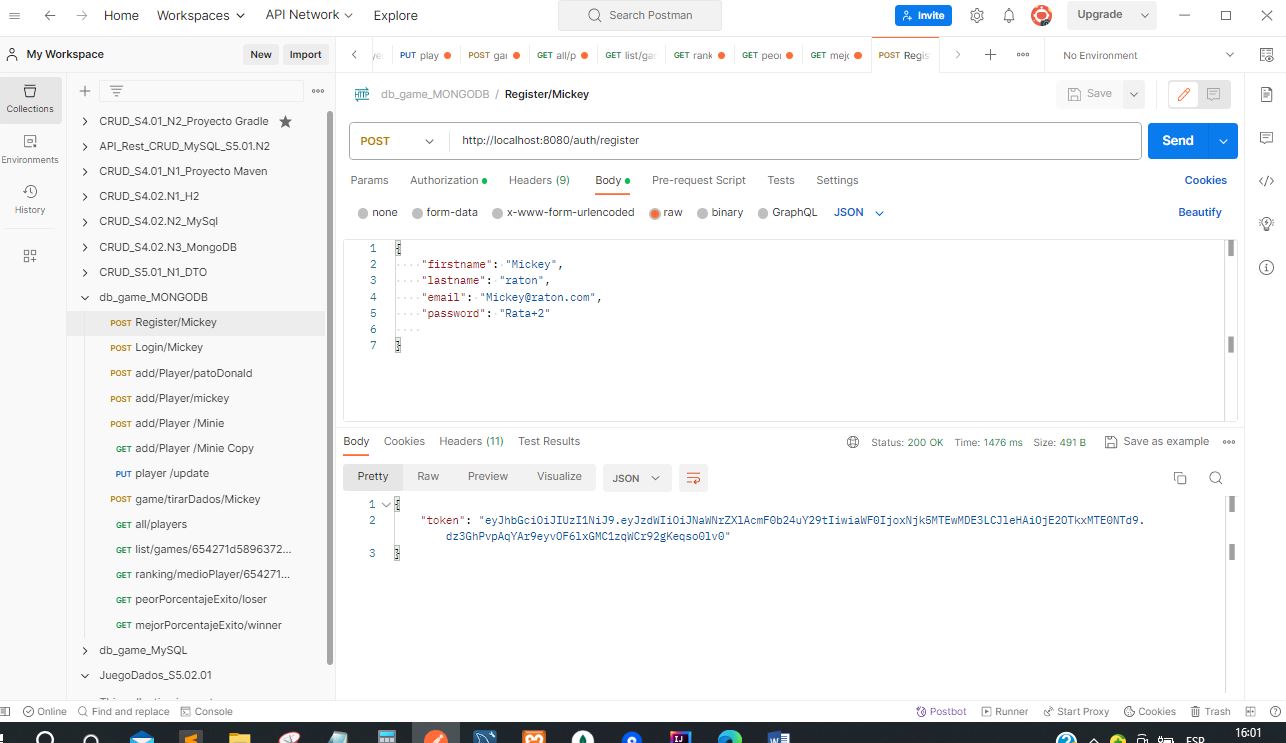 Home Workspaces API Network Explore Search Postman Invite Upgrade
My Workspace New Import PUT play POST gar GET all/p GET list/gar GET rank GET peor GET mejo POST Regis No Environment
Collections
Environments
History
CRUD_S4.01_N2_Proyecto Gradle
API_Rest_CRUD_MySQL_S5.01.N2
CRUD_S4.01_N1_Proyecto Maven
CRUD_S4.02.N1_H2
CRUD_S4.02.N2_MySql
CRUD_S4.02.N3_MongoDB
CRUD_S5.01_N1_DTO
db_game_MONGODB
POST Register/Mickey
POST Login/Mickey
POST add/Player/patoDonald
POST add/Player/mickey
POST add/Player /Minie
GET add/Player /Minie Copy
PUT player /update
POST game/tirarDados/Mickey
GET all/players
GET list/games/654271d5896372...
GET ranking/medioPlayer/654271...
GET peorPorcentajeExito/loser
GET mejorPorcentajeExito/winner
db_game_MySQL
JuegoDados_S5.02.01
HTTP db_game_MONGODB / Register/Mickey Save
POST http://localhost:8080/auth/register Send
Params Authorization Headers (9) Body Pre-request Script Tests Settings Cookies
none form-data x-www-form-urlencoded raw binary GraphQL JSON Beautify
1 {
2 "firstname": "Mickey",
3 "lastname": "raton",
4 "email": "Mickey@raton.com",
5 "password": "Rata+2"
6
7 }
Body Cookies Headers (11) Test Results Status: 200 OK Time: 1476 ms Size: 491 B Save as example
Pretty Raw Preview Visualize JSON
1 {
2 "token": "eyJhbGciOiJIUzI1NiJ9.eyJzdWIiOiJNaWNrZXlAcmF0b24uY29tIiwiaWF0IjoxNjk5MTEwMDE3LCJleHAiOjE2OTkxMTE0NTd9.
dz3GhPvpAqYAr9eyvOF6lxGMC1zqWCr92gKeqso0lv0"
3 }
Online Find and replace Console Postbot Runner Start Proxy Cookies Trash
ESP 16:01